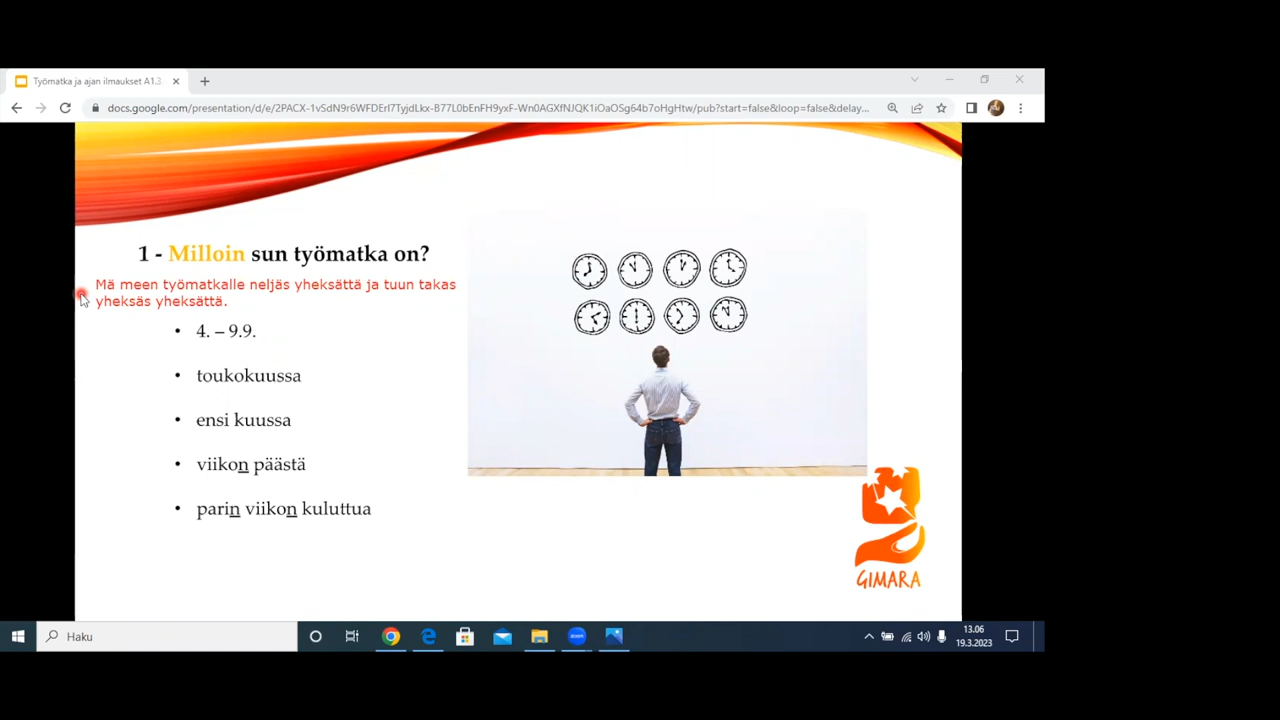 Työmatka ja ajan ilmaukset A1.3
docs.google.com/presentation/d/e/2PACX-1vSdN9r6WFDErI7TyjdLkx-B77L0bEnFH9yxF-Wn0AGXfNJQK1iOaOSg64b7oHgHtw/pub?start=false&loop=false&delay...
1 - Milloin sun työmatka on?
Mä meen työmatkalle neljäs yheksättä ja tuun takas
yheksäs yheksättä.
• 4. – 9.9.
• toukokuussa
• ensi kuussa
• viikon päästä
• parin viikon kuluttua
GIMARA
Haku
zoom
13.06
19.3.2023